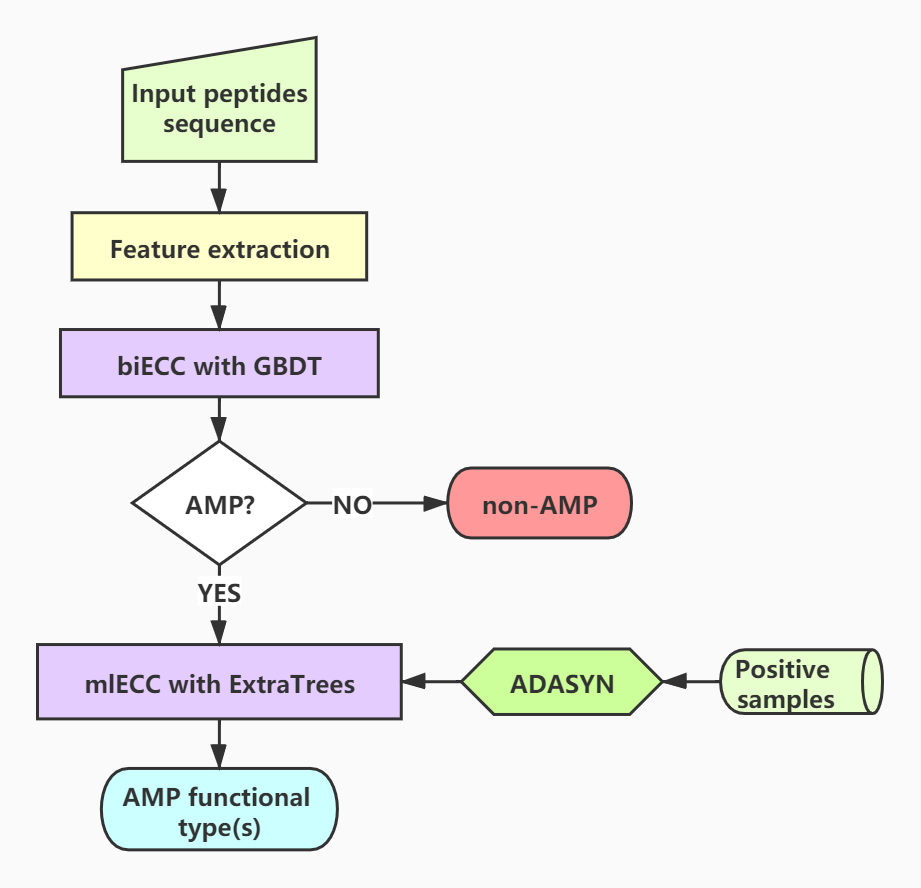 Input peptides
sequence
Feature extraction
biECC with GBDT
AMP?
NO
non-AMP
YES
mlECC with ExtraTrees
ADASYN
Positive
samples
AMP functional
type(s)